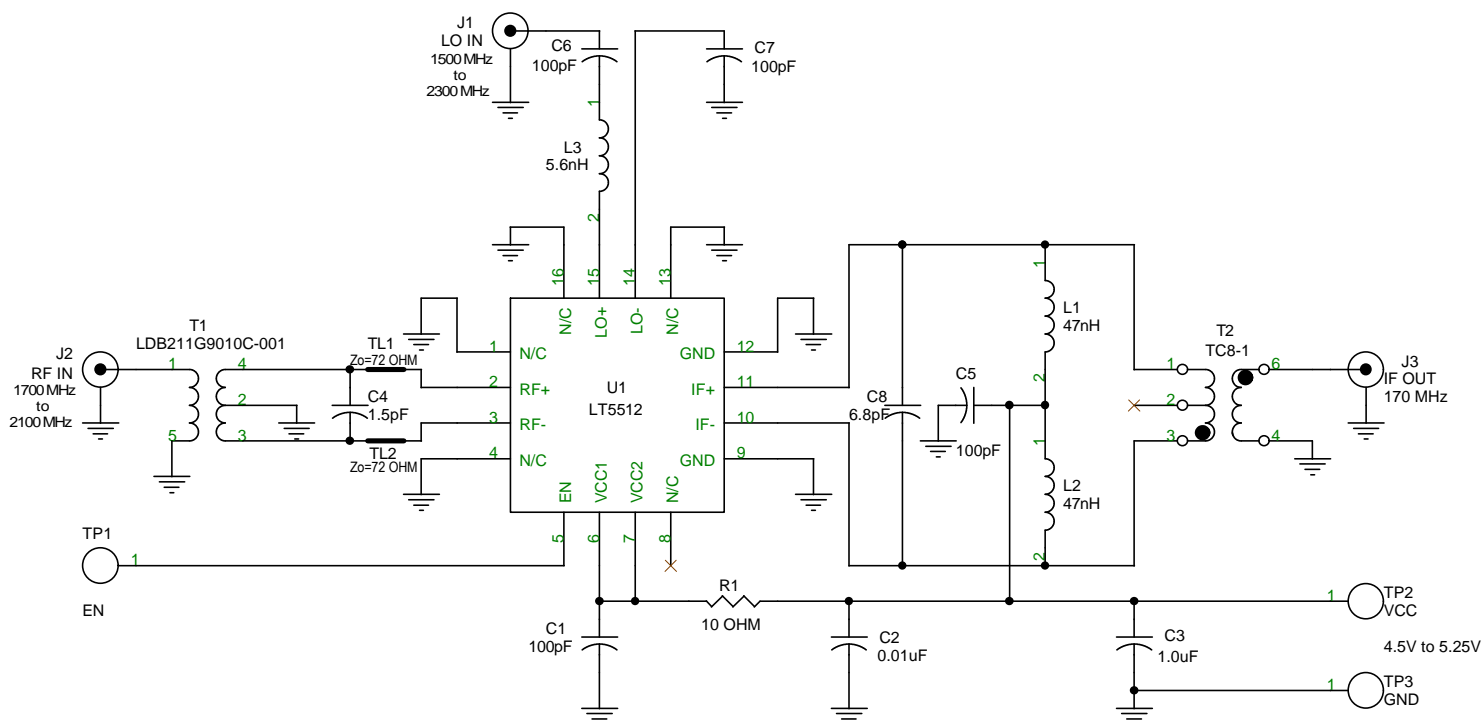 J1
LO IN
1500 MHz
to
2300 MHz
C6
100pF
C7
100pF
1
L3
5.6nH
2
16
15
14
13
N/C
LO+
LO-
N/C
T1
LDB211G9010C-001
J2
RF IN
1700 MHz
to
2100 MHz
1
5
4
2
3
TL1
Zo=72 OHM
C4
1.5pF
TL2
Zo=72 OHM
1
2
3
4
N/C
RF+
RF-
N/C
U1
LT5512
GND
IF+
IF-
GND
12
11
10
9
EN
VCC1
VCC2
N/C
5
6
7
8
C8
6.8pF
C5
100pF
1
L1
47nH
2
1
L2
47nH
2
T2
TC8-1
1
2
3
6
4
J3
IF OUT
170 MHz
TP1
1
EN
R1
10 OHM
C1
100pF
C2
0.01uF
C3
1.0uF
1
TP2
VCC
4.5V to 5.25V
1
TP3
GND